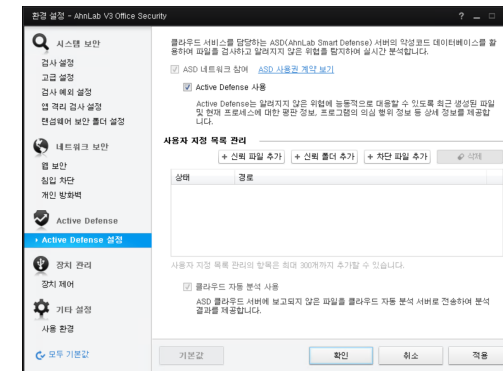 환경 설정 - AhnLab V3 Office Security
시스템 보안
검사 설정
고급 설정
검사 예외 설정
앱 격리 검사 설정
랜섬웨어 보안 폴더 설정
네트워크 보안
웹 보안
침입 차단
개인 방화벽
Active Defense
Active Defense 설정
장치 관리
장치 제어
기타 설정
사용 환경
모두 기본값
클라우드 서비스를 담당하는 ASD(AhnLab Smart Defense) 서버의 악성코드 데이터베이스를 활
용하여 파일을 검사하고 알려지지 않은 위협을 탐지하며 실시간 분석합니다.
ASD 네트워크 참여 ASD 사용권 계약 보기
Active Defense 사용
Active Defense는 알려지지 않은 위협에 능동적으로 대응할 수 있도록 최근 생성된 파일
및 현재 프로세스에 대한 평판 정보, 프로그램의 의심 행위 정보 등 상세 정보를 제공합
니다.
사용자 지정 목록 관리
+ 신뢰 파일 추가 + 신뢰 폴더 추가 + 차단 파일 추가 삭제
상태 경로
사용자 지정 목록 관리의 항목은 최대 300개까지 추가할 수 있습니다.
클라우드 자동 분석 사용
ASD 클라우드 서버에 보고되지 않은 파일을 클라우드 자동 분석 서버로 전송하여 분석
결과를 제공합니다.
기본값 확인 취소 적용